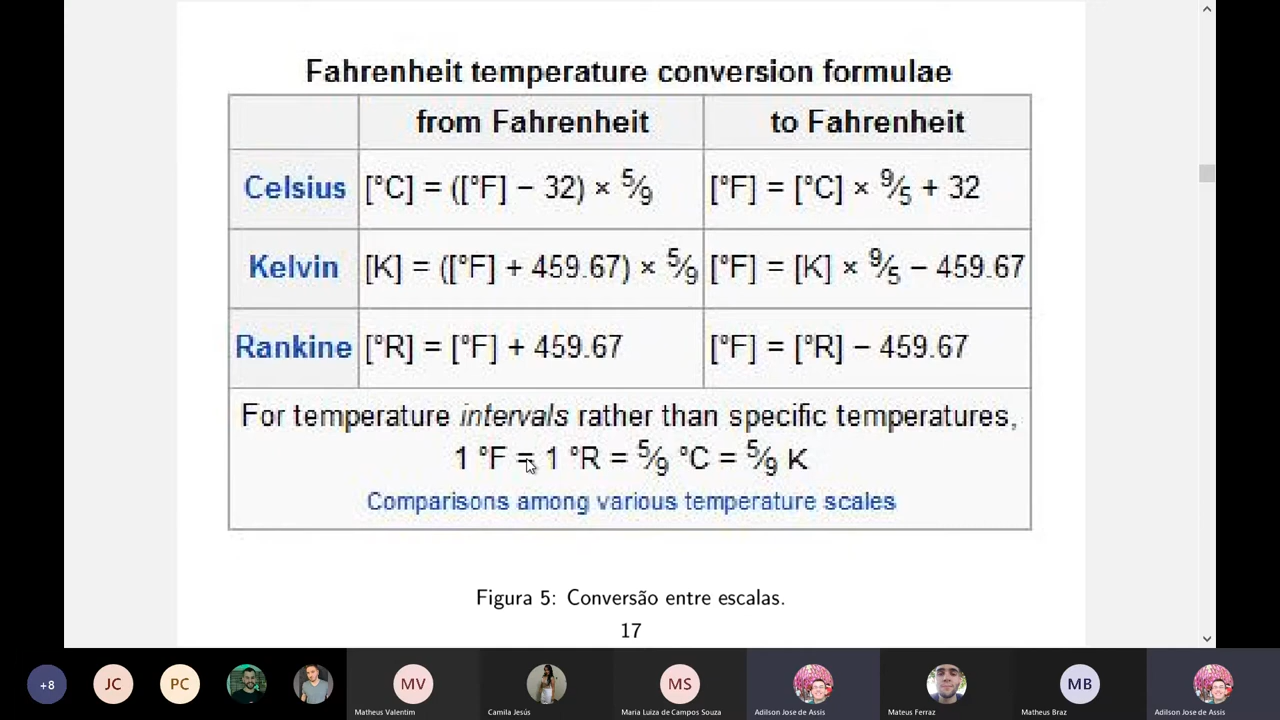 Fahrenheit temperature conversion formulae
from Fahrenheit to Fahrenheit
Celsius [°C] = ([°F] − 32) × 5⁄9 [°F] = [°C] × 9⁄5 + 32
Kelvin [K] = ([°F] + 459.67) × 5⁄9 [°F] = [K] × 9⁄5 − 459.67
Rankine [°R] = [°F] + 459.67 [°F] = [°R] − 459.67
For temperature intervals rather than specific temperatures,
1 °F = 1 °R = 5⁄9 °C = 5⁄9 K
Comparisons among various temperature scales
Figura 5: Conversão entre escalas.
17
+8 JC PC MV MS MB
Matheus Valentim Camila Jesús Maria Luiza de Campos Souza Adilson Jose de Assis Mateus Ferraz Matheus Braz Adilson Jose de Assis